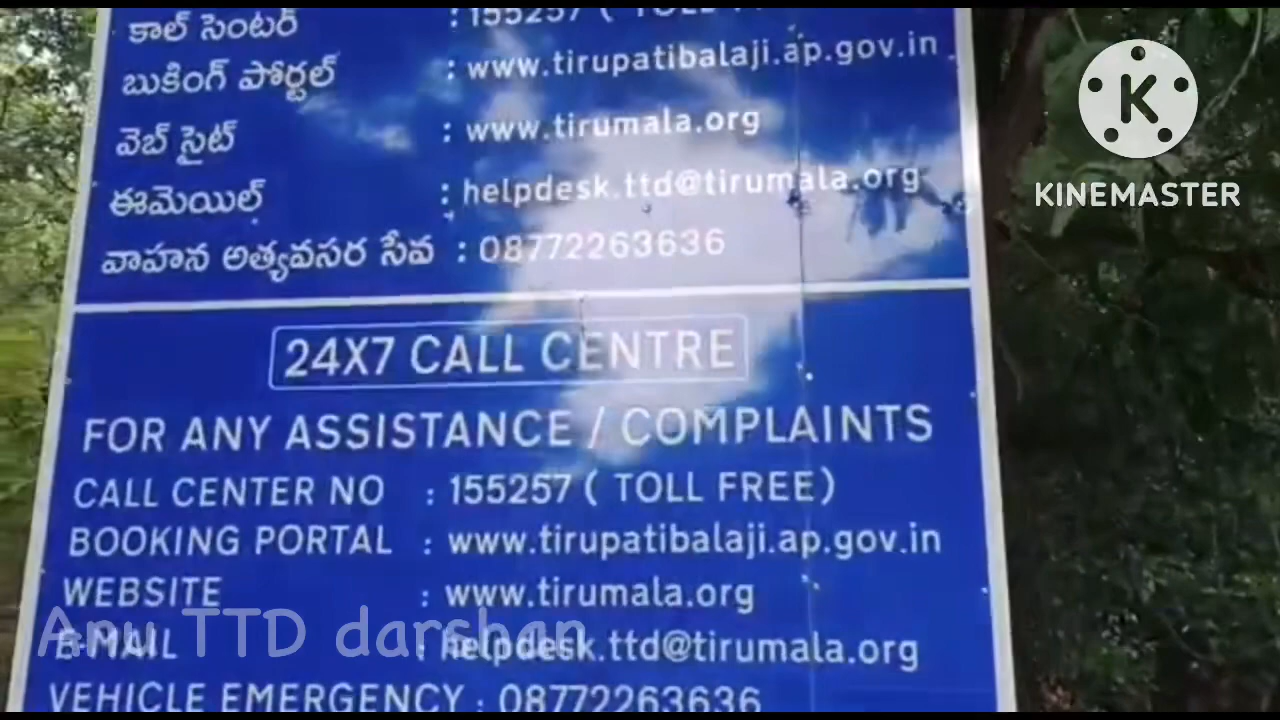 కాల్ సెంటర్ : 155257 ( TOLL
బుకింగ్ పోర్టల్ : www.tirupatibalaji.ap.gov.in
వెబ్ సైట్ : www.tirumala.org
ఈమెయిల్ : helpdesk.ttd@tirumala.org
వాహన అత్యవసర సేవ : 08772263636
24X7 CALL CENTRE
FOR ANY ASSISTANCE / COMPLAINTS
CALL CENTER NO : 155257 ( TOLL FREE)
BOOKING PORTAL : www.tirupatibalaji.ap.gov.in
WEBSITE : www.tirumala.org
E-MAIL : helpdesk.ttd@tirumala.org
VEHICLE EMERGENCY : 08772263636
Anu TTD darshan
K
KINEMASTER